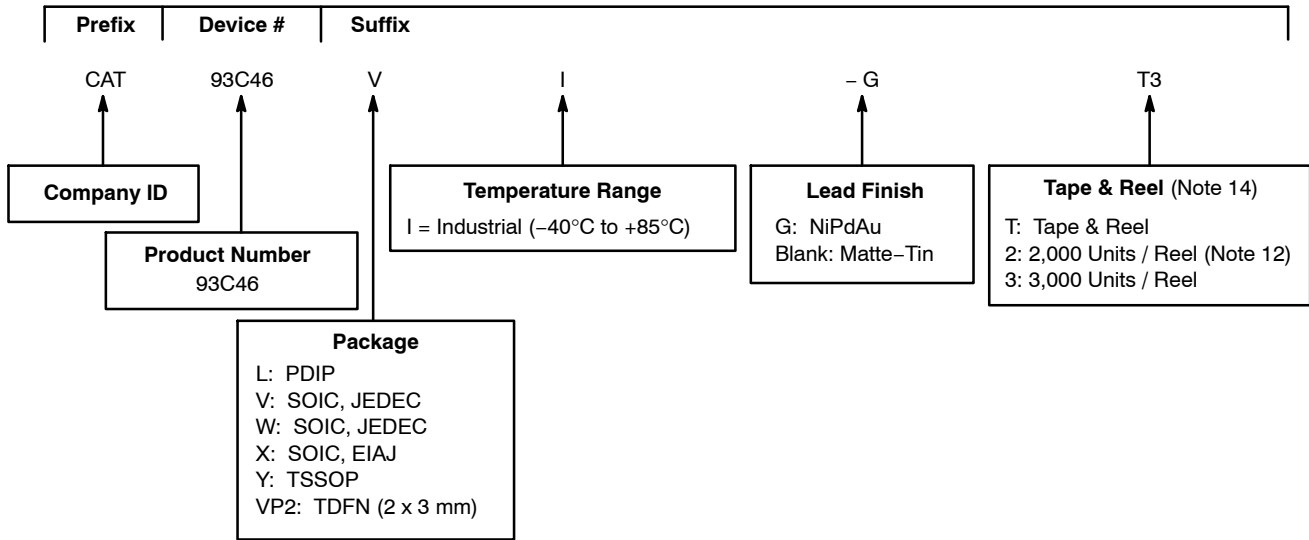 Prefix Device # Suffix
CAT 93C46 V I – G T3
Company ID
Product Number
93C46
Package
L: PDIP
V: SOIC, JEDEC
W: SOIC, JEDEC
X: SOIC, EIAJ
Y: TSSOP
VP2: TDFN (2 x 3 mm)
Temperature Range
I = Industrial (−40°C to +85°C)
Lead Finish
G: NiPdAu
Blank: Matte−Tin
Tape & Reel (Note 14)
T: Tape & Reel
2: 2,000 Units / Reel (Note 12)
3: 3,000 Units / Reel